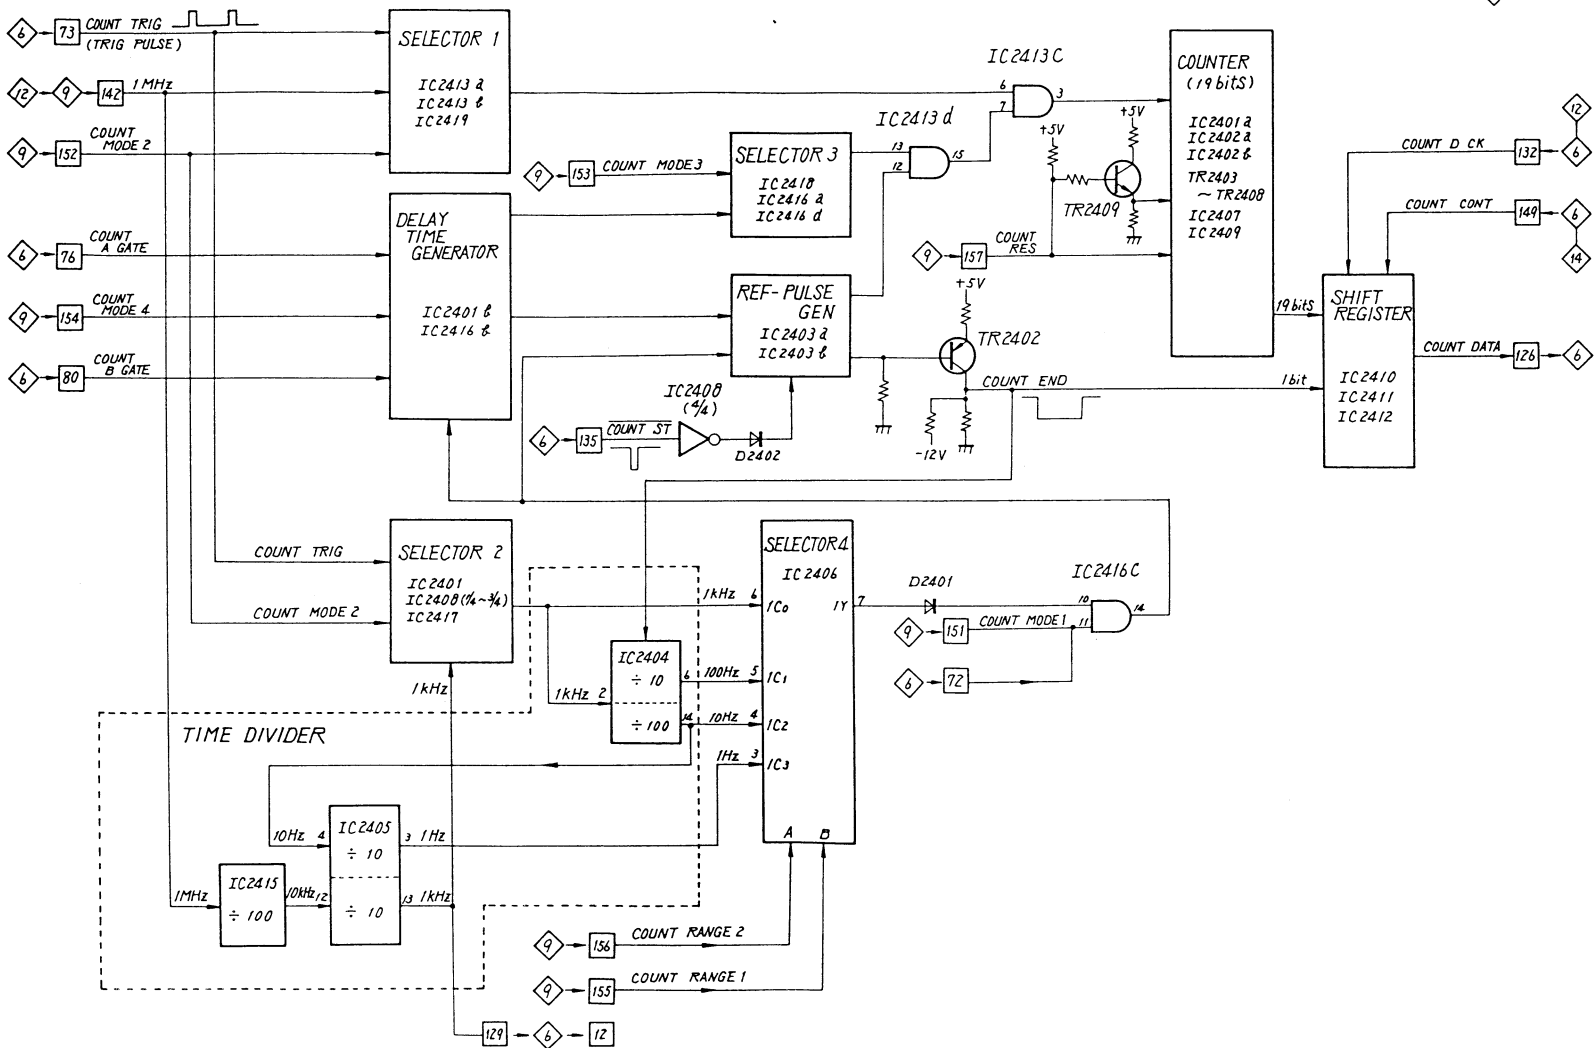 6 73 COUNT TRIG
(TRIG PULSE)
12 9 142 1MHz
9 152 COUNT
MODE 2
6 76 COUNT
A GATE
9 154 COUNT
MODE 4
6 80 COUNT
B GATE
SELECTOR 1
IC2413 a
IC2413 b
IC2419
DELAY
TIME
GENERATOR
IC2401 b
IC2416 b
9 153 COUNT MODE 3
SELECTOR 3
IC2418
IC2416 a
IC2416 d
REF-PULSE
GEN
IC2403 a
IC2403 b
IC2408
(4/4)
6 135 COUNT ST
D2402
IC2413 d
13
12
15
IC2413C
6
7
3
+5V
+5V
TR2409
9 157 COUNT
RES
+5V
TR2402
COUNT END
-12V
COUNTER
(19bitS)
IC2401 a
IC2402 a
IC2402 b
TR2403
~ TR2408
IC2407
IC2409
19bitS
1bit
12
COUNT D CK 132 6
COUNT CONT 149 6
14
SHIFT
REGISTER
IC2410
IC2411
IC2412
COUNT DATA 126 6
COUNT TRIG
COUNT MODE 2
SELECTOR 2
IC2401
IC2408 (1/4~3/4)
IC2417
1kHz
TIME DIVIDER
1kHz 2
IC2404
÷ 10
÷ 100
6 100Hz 5
14 10Hz 4
1Hz 3
1kHz 6
SELECTOR4
IC2406
1C0
1C1
1C2
1C3
1Y 7
A B
D2401
IC2416C
10
11
14
9 151 COUNT MODE 1
6 72
10Hz 4
IC2405
÷ 10
÷ 10
3 1Hz
13 1kHz
1MHz
IC2415
÷ 100
10kHz 12
9 156 COUNT RANGE 2
9 155 COUNT RANGE 1
129 6 12